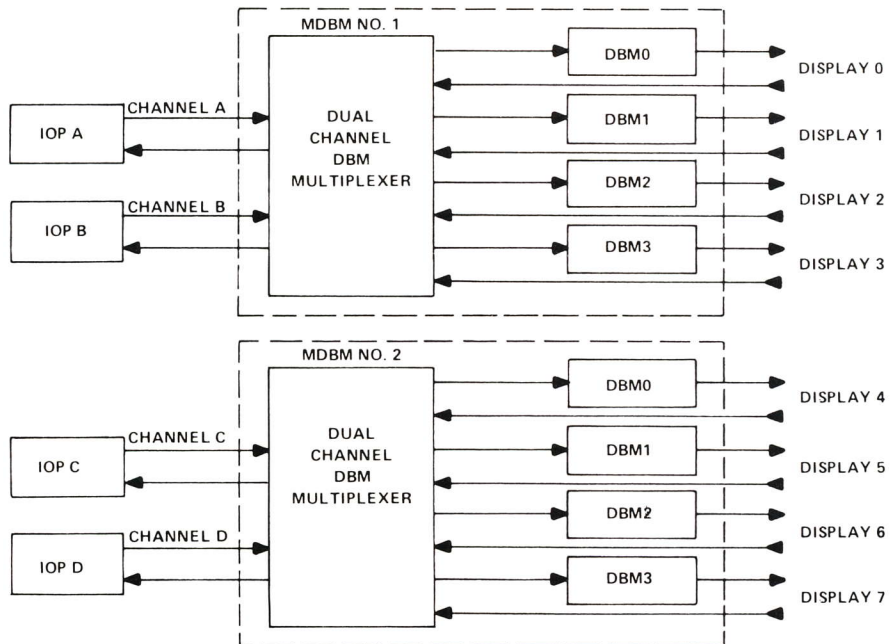 MDBM NO. 1
DBM0
DISPLAY 0
CHANNEL A
IOP A
DUAL
CHANNEL
DBM
MULTIPLEXER
DBM1
DISPLAY 1
DBM2
DISPLAY 2
CHANNEL B
IOP B
DBM3
DISPLAY 3
MDBM NO. 2
DBM0
DISPLAY 4
CHANNEL C
IOP C
DUAL
CHANNEL
DBM
MULTIPLEXER
DBM1
DISPLAY 5
DBM2
DISPLAY 6
CHANNEL D
IOP D
DBM3
DISPLAY 7